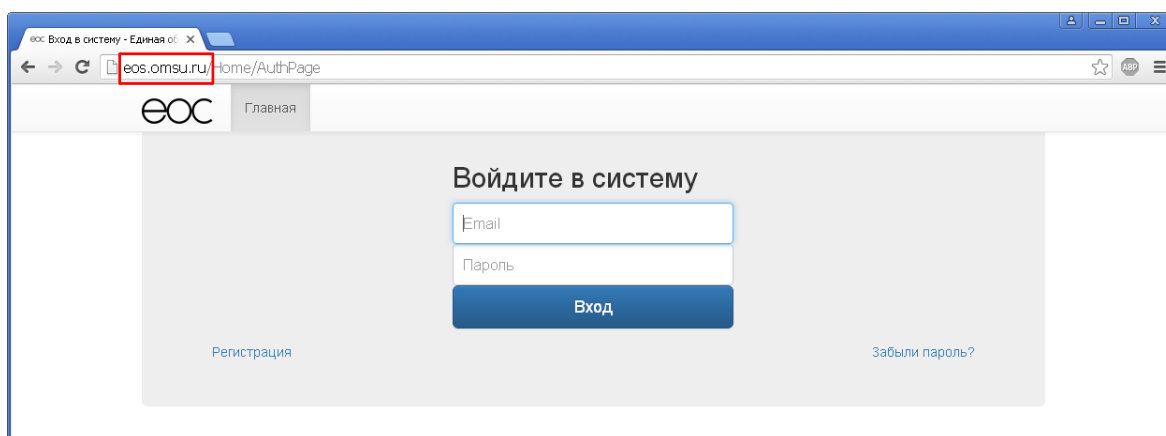 еос Вход в систему - Единая об
eos.omsu.ru/Home/AuthPage
ABP
еос Главная
Войдите в систему
Email
Пароль
Вход
Регистрация Забыли пароль?